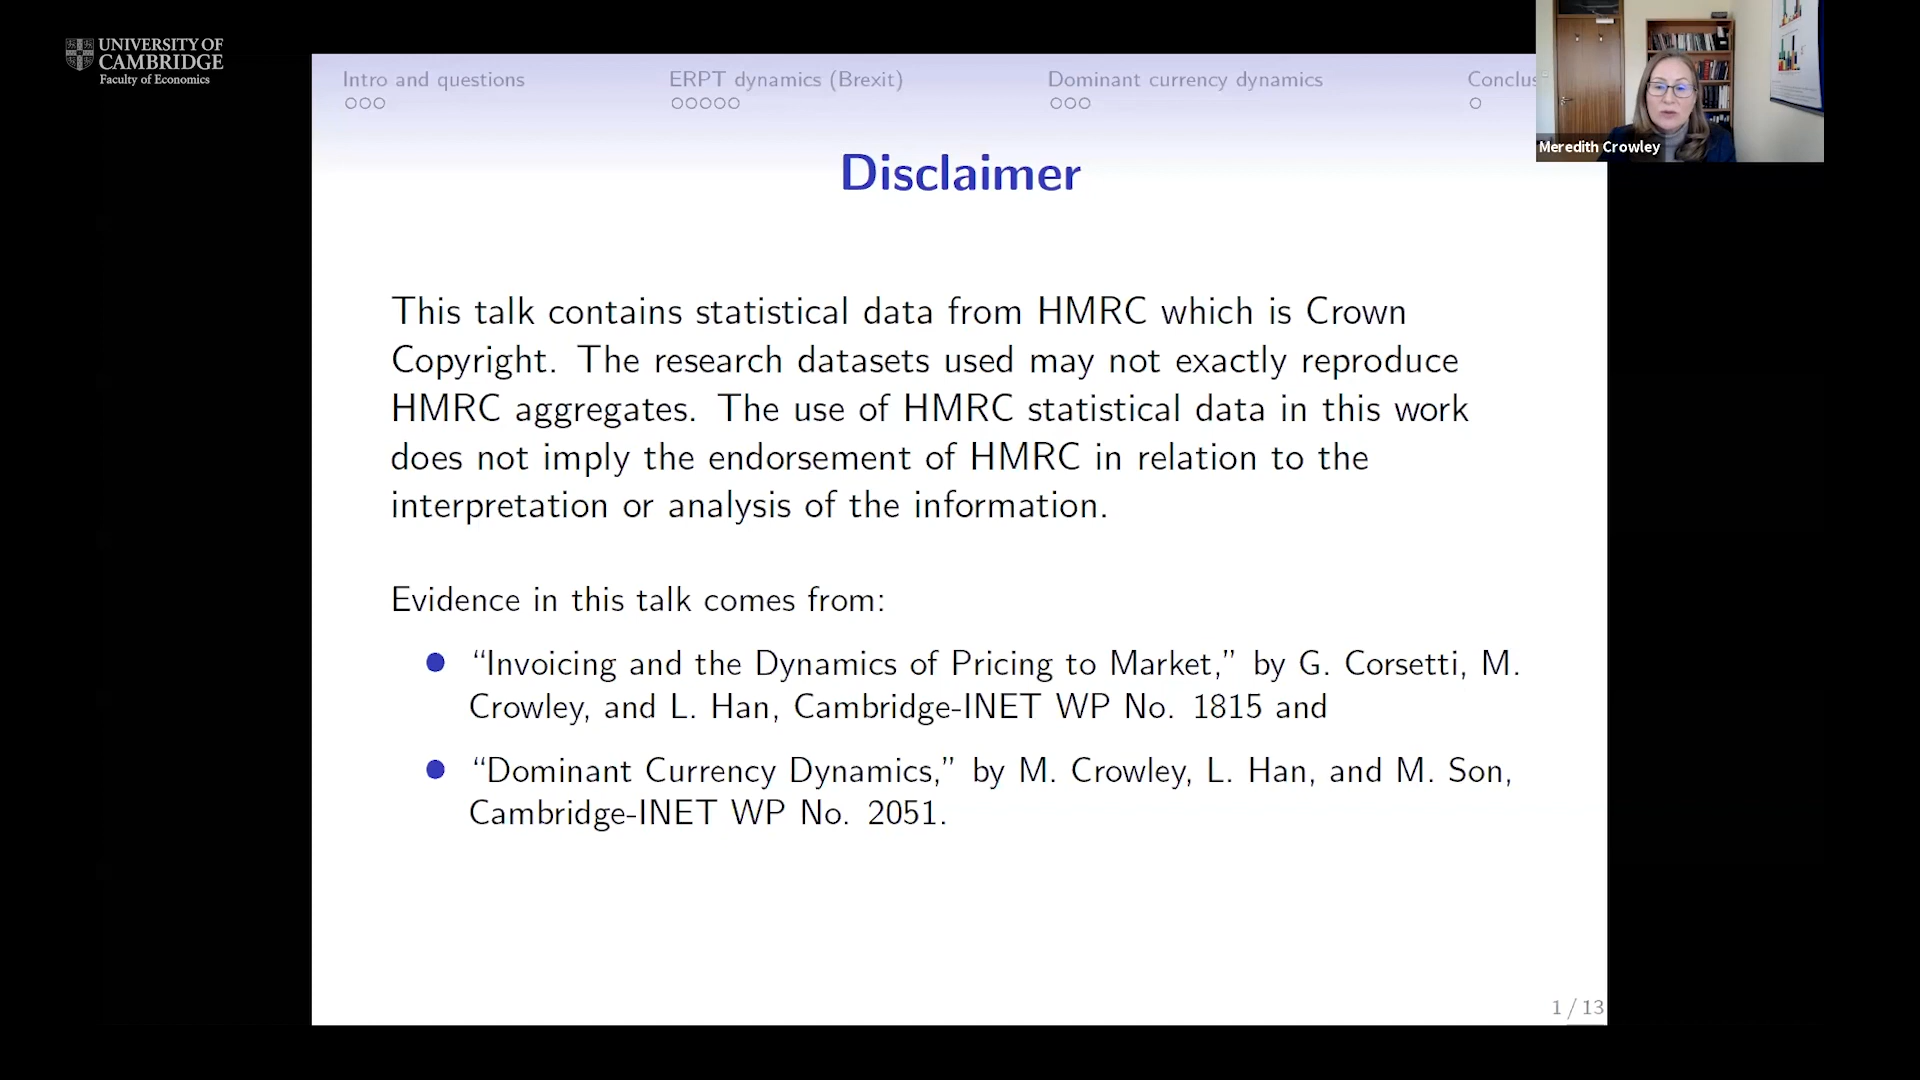 UNIVERSITY OF
CAMBRIDGE
Faculty of Economics
Intro and questions
ERPT dynamics (Brexit)
Dominant currency dynamics
Conclus
Meredith Crowley
Disclaimer
This talk contains statistical data from HMRC which is Crown
Copyright. The research datasets used may not exactly reproduce
HMRC aggregates. The use of HMRC statistical data in this work
does not imply the endorsement of HMRC in relation to the
interpretation or analysis of the information.
Evidence in this talk comes from:
“Invoicing and the Dynamics of Pricing to Market,” by G. Corsetti, M.
Crowley, and L. Han, Cambridge-INET WP No. 1815 and
“Dominant Currency Dynamics,” by M. Crowley, L. Han, and M. Son,
Cambridge-INET WP No. 2051.
1 / 13